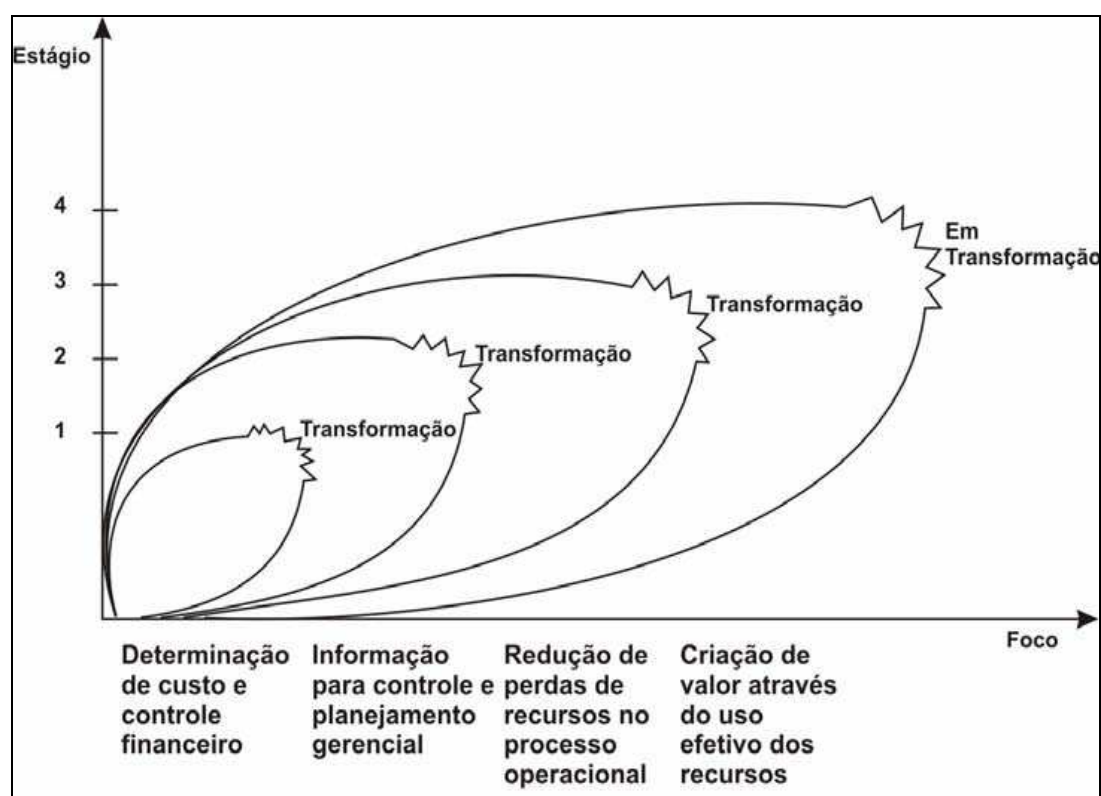 Estágio
4
3
2
1
Em
Transformação
Transformação
Transformação
Transformação
Foco
Determinação
de custo e
controle
financeiro
Informação
para controle e
planejamento
gerencial
Redução de
perdas de
recursos no
processo
operacional
Criação de
valor através
do uso
efetivo dos
recursos